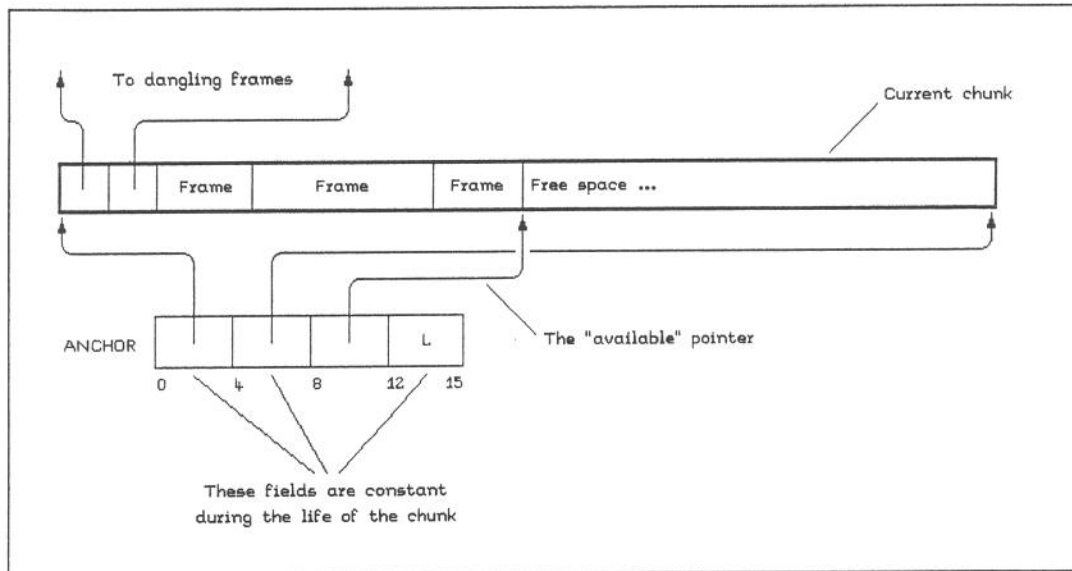 To dangling frames
Current chunk
Frame Frame Frame Free space ...
The "available" pointer
ANCHOR L
0 4 8 12 15
These fields are constant
during the life of the chunk